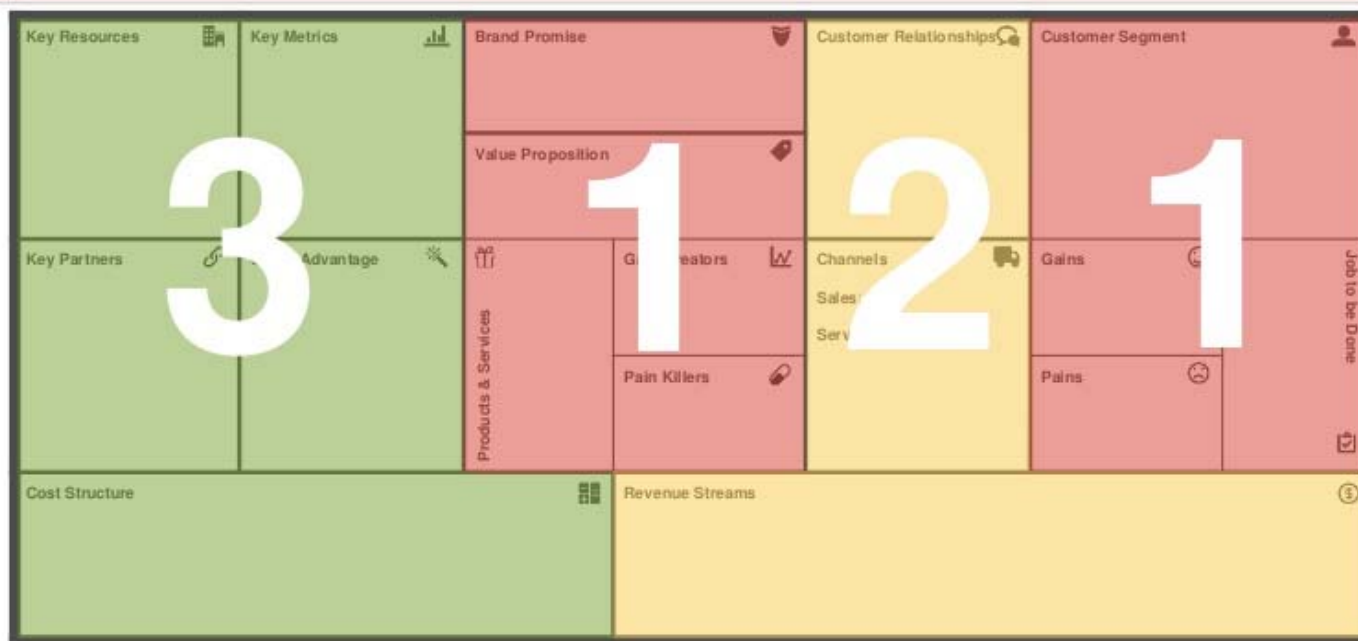 Key Resources
Key Metrics
Brand Promise
Customer Relationships
Customer Segment
Value Proposition
3
1
2
1
Key Partners
Advantage
Products & Services
Channels
Sales
Gains
Job to be Done
Pain Killers
Pains
Cost Structure
Revenue Streams